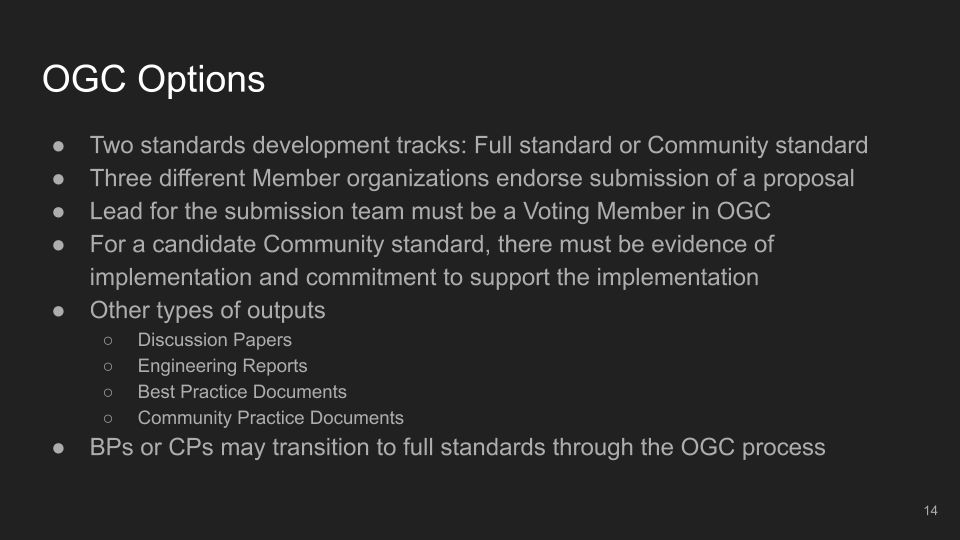 OGC Options
● Two standards development tracks: Full standard or Community standard
● Three different Member organizations endorse submission of a proposal
● Lead for the submission team must be a Voting Member in OGC
● For a candidate Community standard, there must be evidence of
implementation and commitment to support the implementation
● Other types of outputs
○ Discussion Papers
○ Engineering Reports
○ Best Practice Documents
○ Community Practice Documents
● BPs or CPs may transition to full standards through the OGC process
14